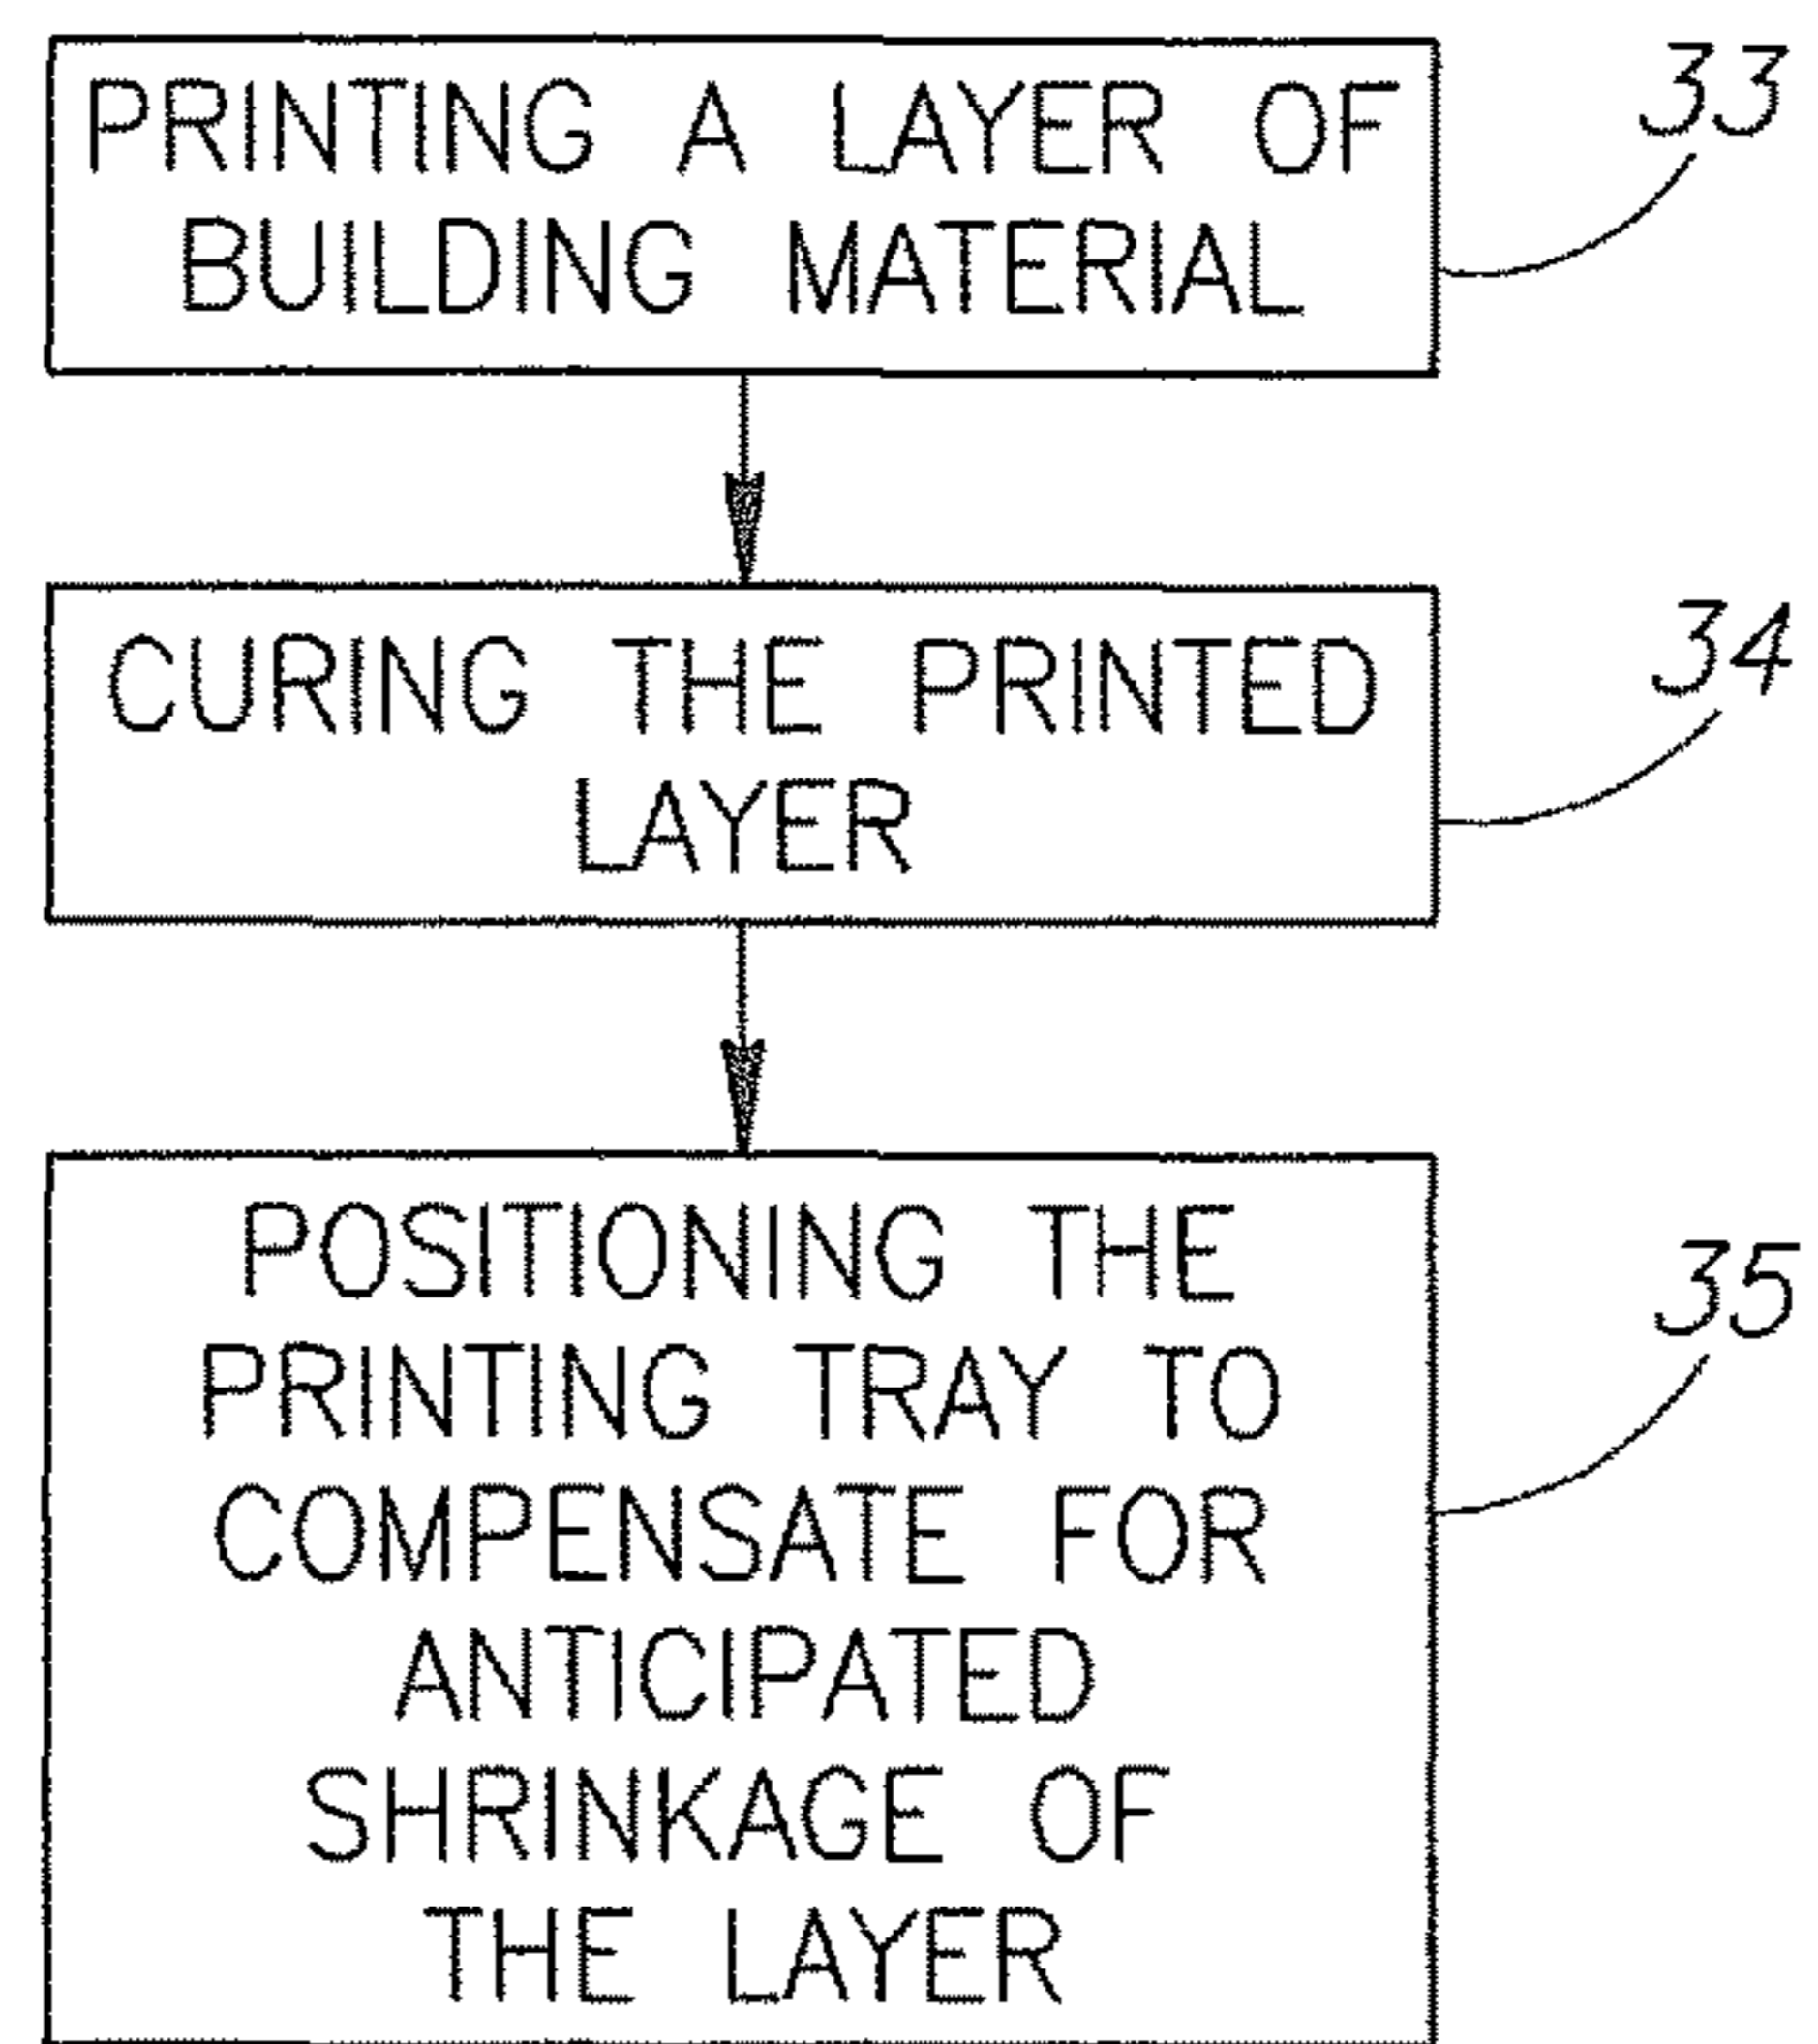 PRINTING A LAYER OF
BUILDING MATERIAL
33
CURING THE PRINTED
LAYER
34
POSITIONING THE
PRINTING TRAY TO
COMPENSATE FOR
ANTICIPATED
SHRINKAGE OF
THE LAYER
35